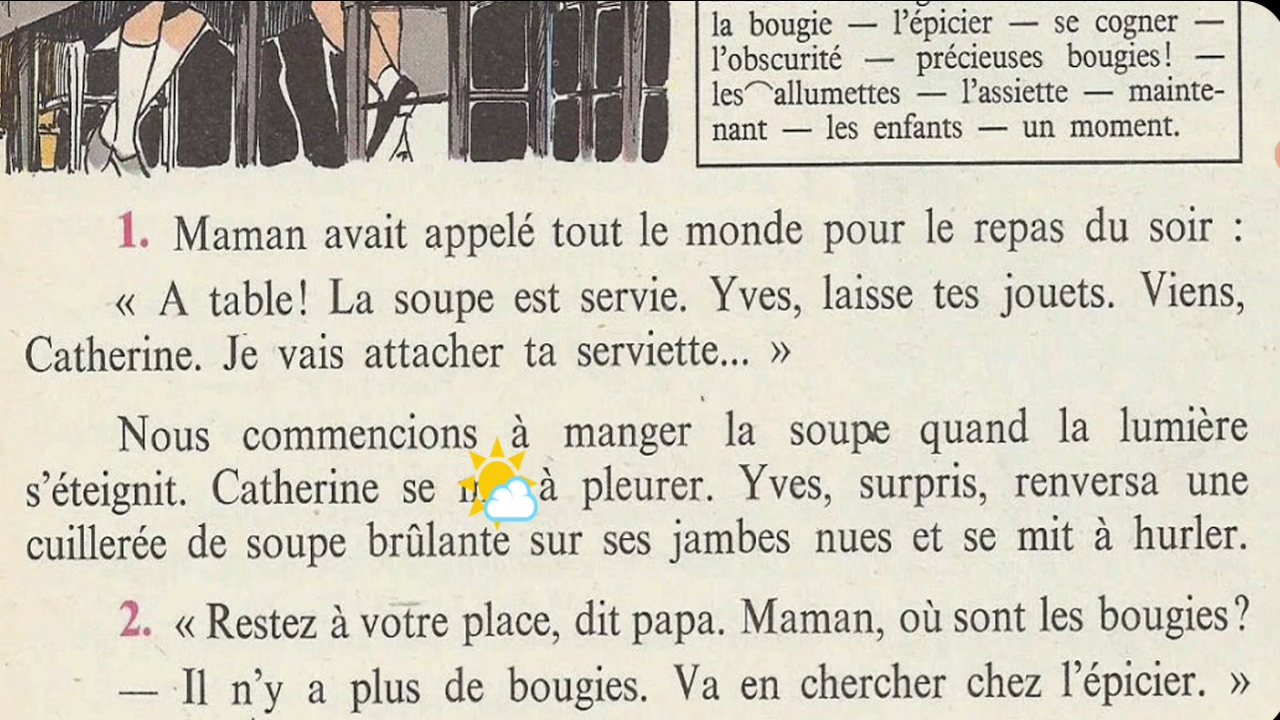 la bougie — l'épicier — se cogner —
l'obscurité — précieuses bougies! —
les allumettes — l'assiette — mainte-
nant — les enfants — un moment.
1. Maman avait appelé tout le monde pour le repas du soir :
« A table! La soupe est servie. Yves, laisse tes jouets. Viens,
Catherine. Je vais attacher ta serviette... »
Nous commencions à manger la soupe quand la lumière
s'éteignit. Catherine se à pleurer. Yves, surpris, renversa une
cuillerée de soupe brûlante sur ses jambes nues et se mit à hurler.
2. « Restez à votre place, dit papa. Maman, où sont les bougies?
— Il n'y a plus de bougies. Va en chercher chez l'épicier. »